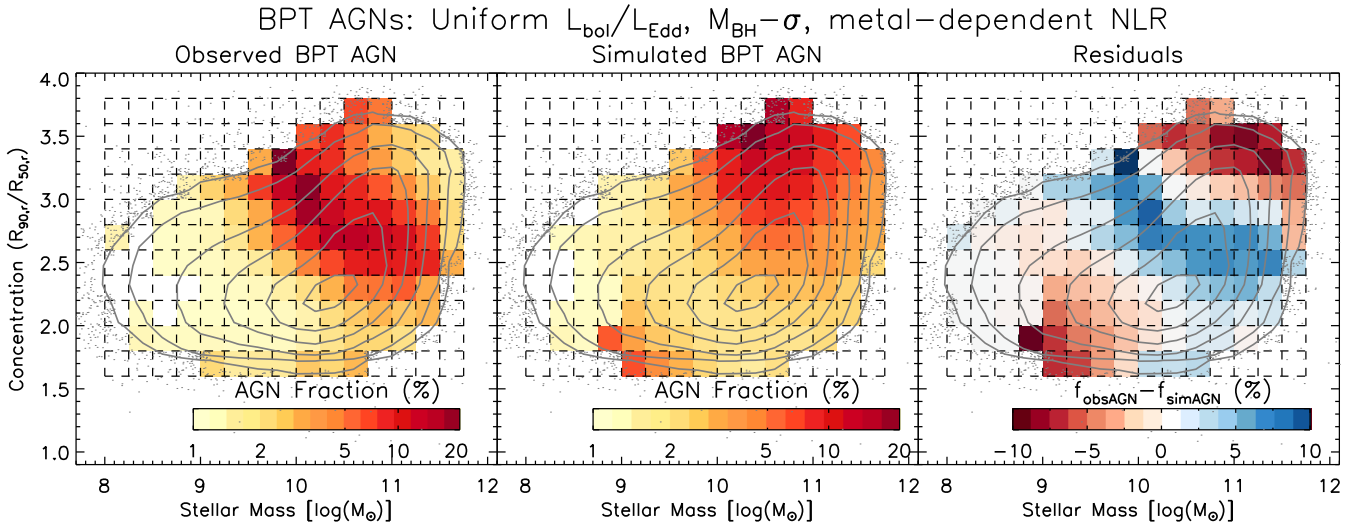 BPT AGNs: Uniform L_bol/L_Edd, M_BH−σ, metal−dependent NLR
Observed BPT AGN
Simulated BPT AGN
Residuals
Concentration (R_90,r/R_50,r)
4.0
3.5
3.0
2.5
2.0
1.5
1.0
AGN Fraction (%)
1 2 5 10 20
AGN Fraction (%)
1 2 5 10 20
f_obsAGN−f_simAGN (%)
−10 −5 0 5 10
8 9 10 11 12
8 9 10 11 12
8 9 10 11 12
Stellar Mass [log(M_⊙)]
Stellar Mass [log(M_⊙)]
Stellar Mass [log(M_⊙)]